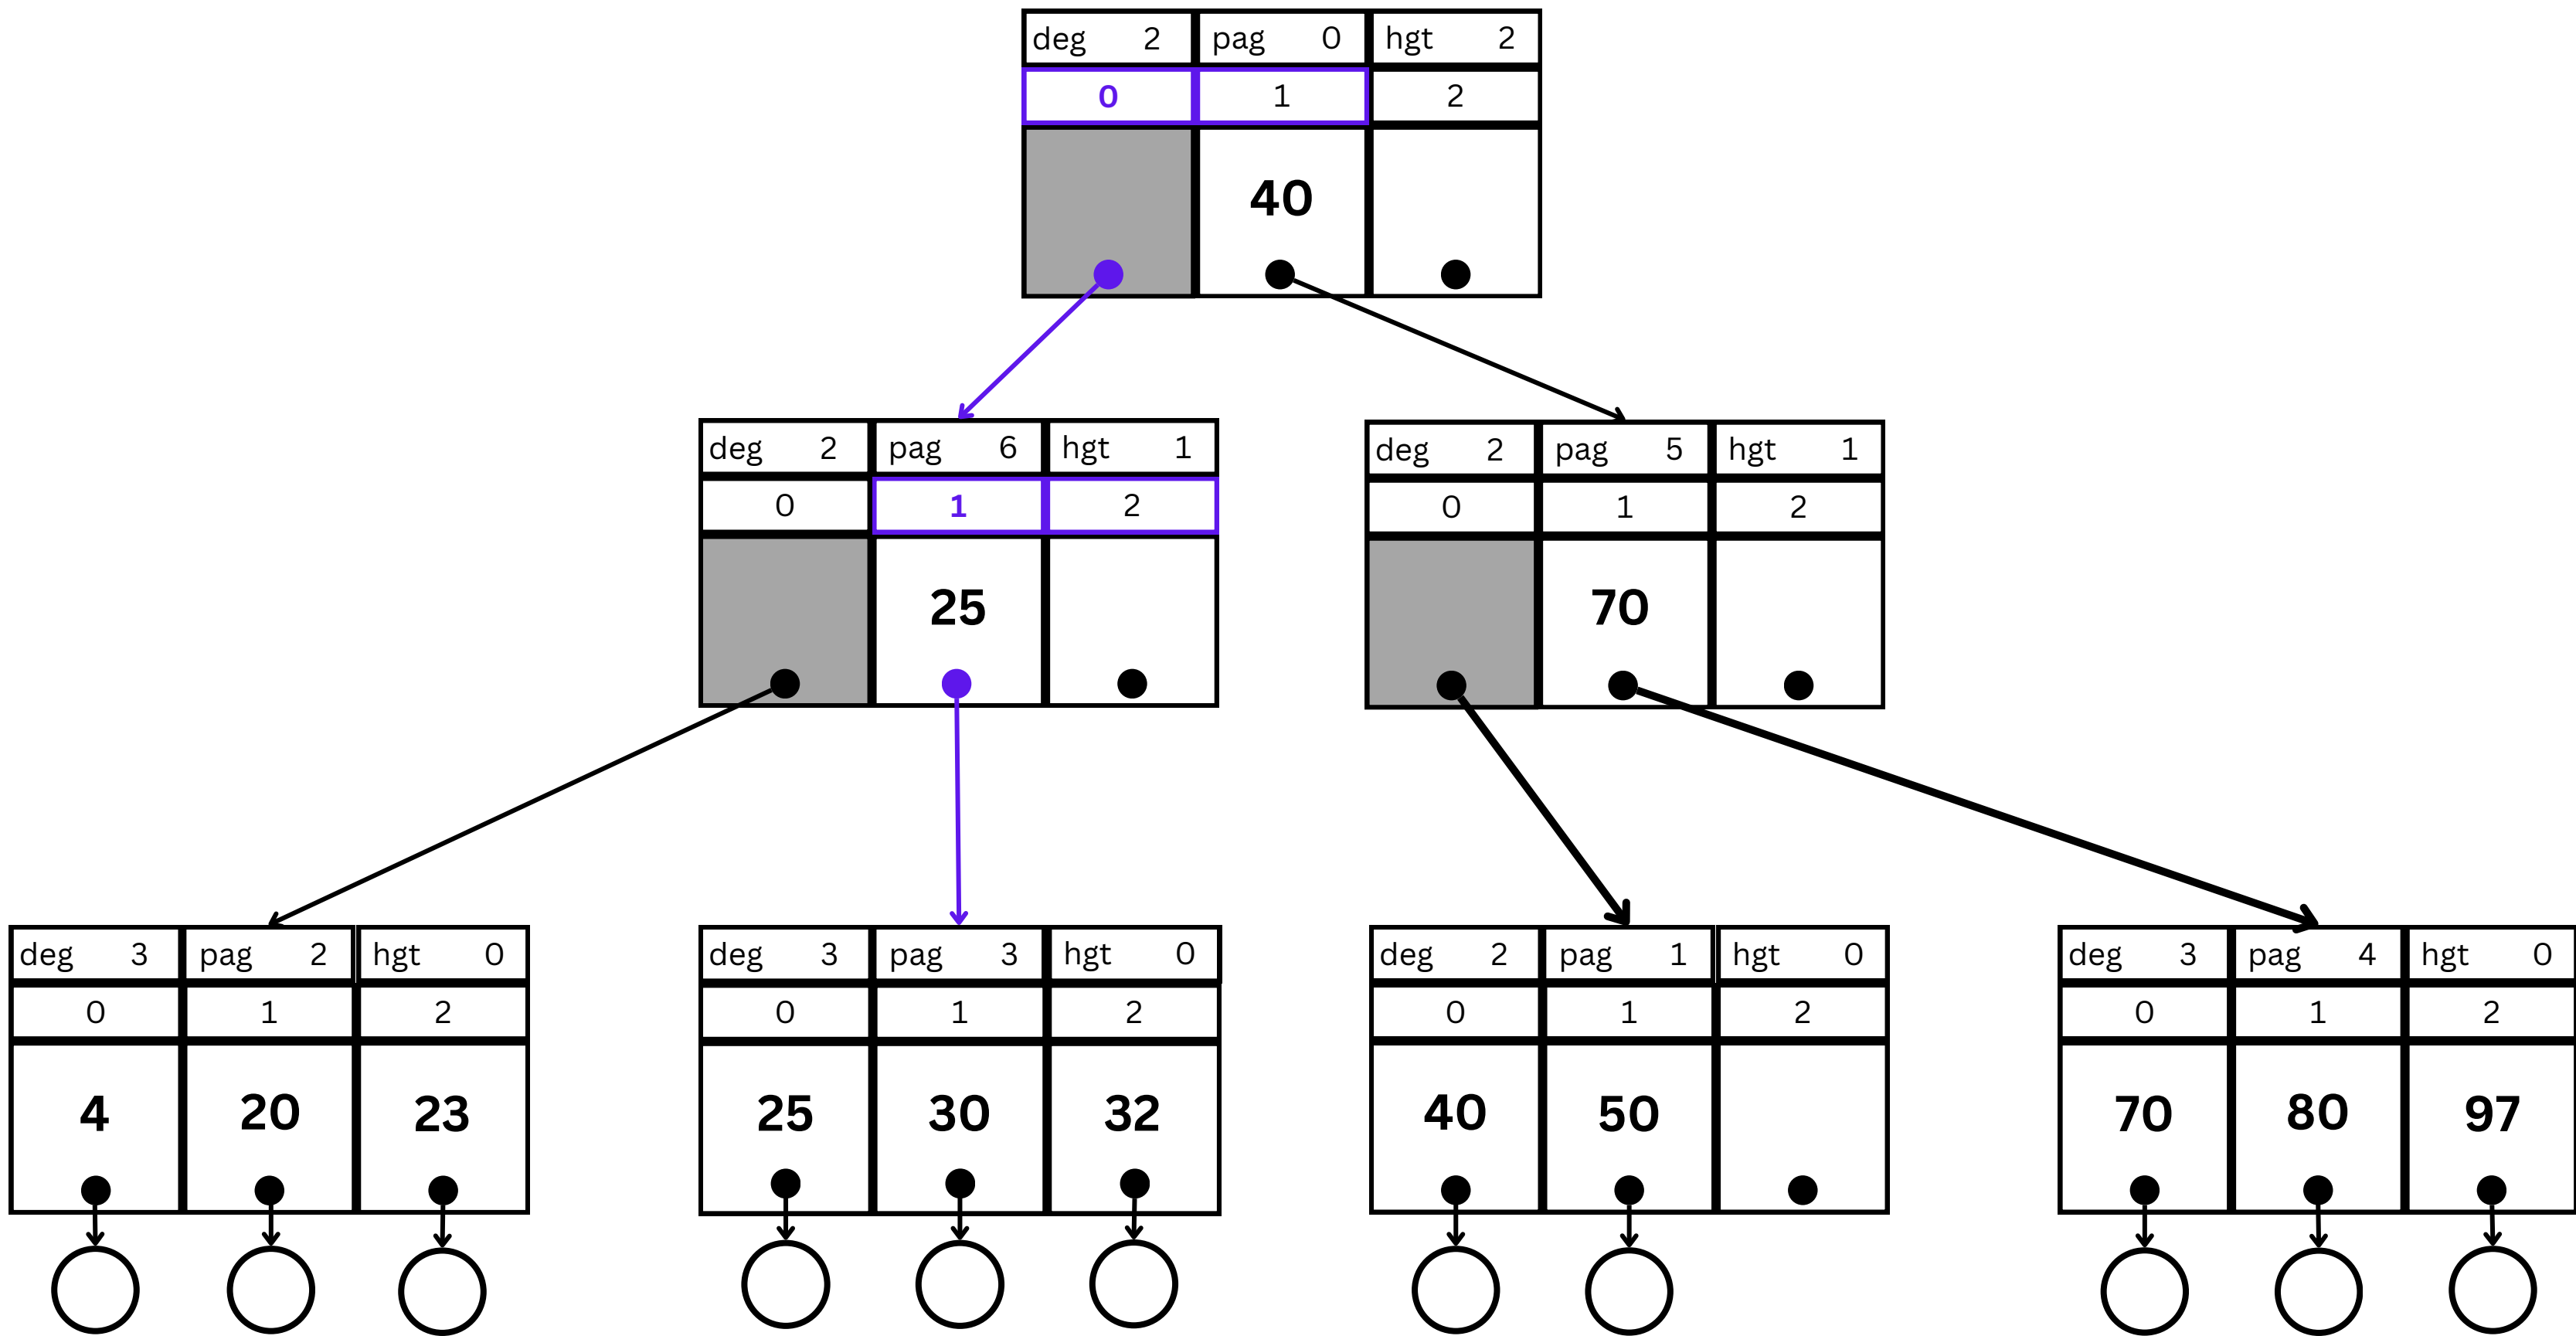 deg 2 pag 0 hgt 2
0 1 2
40
deg 2 pag 6 hgt 1
0 1 2
25
deg 2 pag 5 hgt 1
0 1 2
70
deg 3 pag 2 hgt 0
0 1 2
4 20 23
deg 3 pag 3 hgt 0
0 1 2
25 30 32
deg 2 pag 1 hgt 0
0 1 2
40 50
deg 3 pag 4 hgt 0
0 1 2
70 80 97